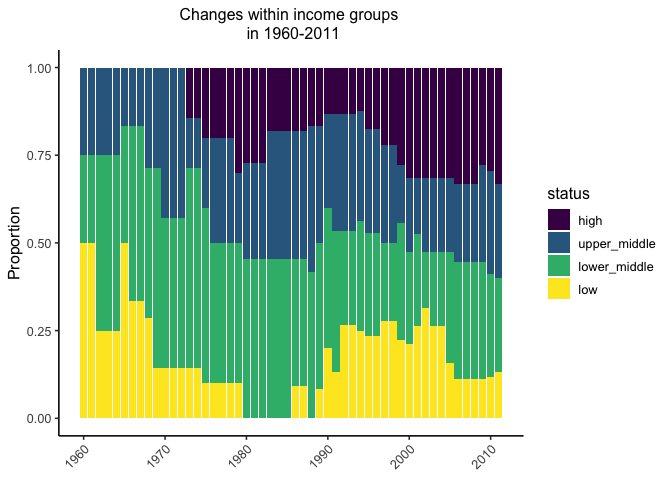 Changes within income groups
in 1960-2011
Proportion
1.00
0.75
0.50
0.25
0.00
1960
1970
1980
1990
2000
2010
status
high
upper_middle
lower_middle
low